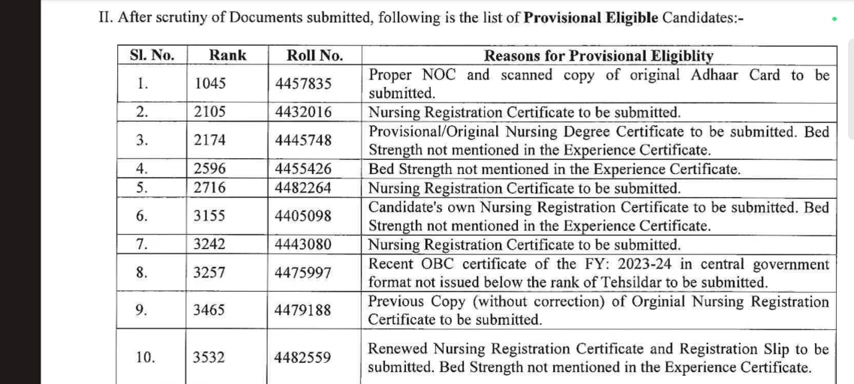 II. After scrutiny of Documents submitted, following is the list of Provisional Eligible Candidates:-
Sl. No. Rank Roll No. Reasons for Provisional Eligiblity
1. 1045 4457835 Proper NOC and scanned copy of original Adhaar Card to be
submitted.
2. 2105 4432016 Nursing Registration Certificate to be submitted.
3. 2174 4445748 Provisional/Original Nursing Degree Certificate to be submitted. Bed
Strength not mentioned in the Experience Certificate.
4. 2596 4455426 Bed Strength not mentioned in the Experience Certificate.
5. 2716 4482264 Nursing Registration Certificate to be submitted.
6. 3155 4405098 Candidate's own Nursing Registration Certificate to be submitted. Bed
Strength not mentioned in the Experience Certificate.
7. 3242 4443080 Nursing Registration Certificate to be submitted.
8. 3257 4475997 Recent OBC certificate of the FY: 2023-24 in central government
format not issued below the rank of Tehsildar to be submitted.
9. 3465 4479188 Previous Copy (without correction) of Orginial Nursing Registration
Certificate to be submitted.
10. 3532 4482559 Renewed Nursing Registration Certificate and Registration Slip to be
submitted. Bed Strength not mentioned in the Experience Certificate.